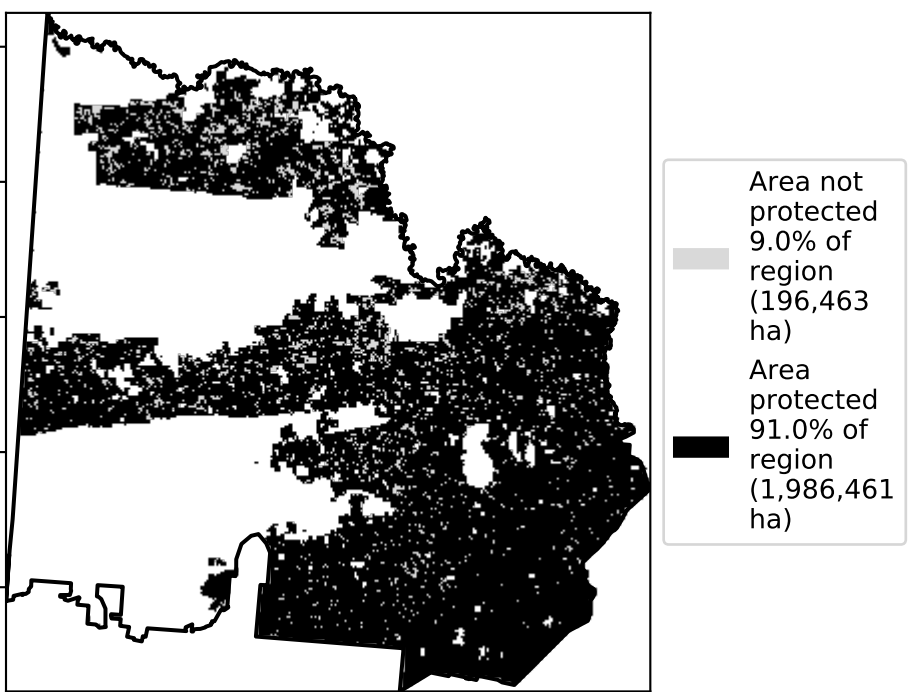 Area not
protected
9.0% of
region
(196,463
ha)
Area
protected
91.0% of
region
(1,986,461
ha)